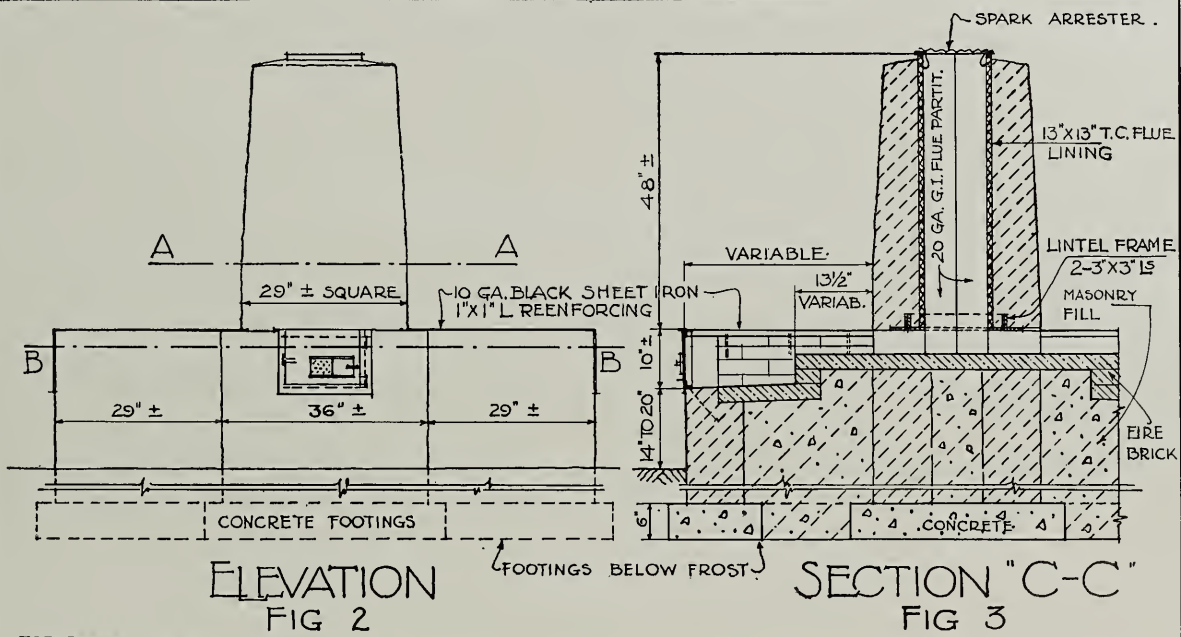 SPARK ARRESTER.
48" ±
20 GA. G.I. FLUE PARTIT.
13"X13" T.C. FLUE
LINING
A A
VARIABLE.
LINTEL FRAME
2-3"X3" Ls
29" ± SQUARE
10 GA. BLACK SHEET IRON
1"X1" L REENFORCING
13½"
VARIAB.
MASONRY
FILL
B B
10" ±
29" ± 36" ± 29" ±
14" TO 20"
FIRE
BRICK
CONCRETE FOOTINGS
6"
CONCRETE
FOOTINGS BELOW FROST
ELEVATION
FIG 2
SECTION "C-C"
FIG 3